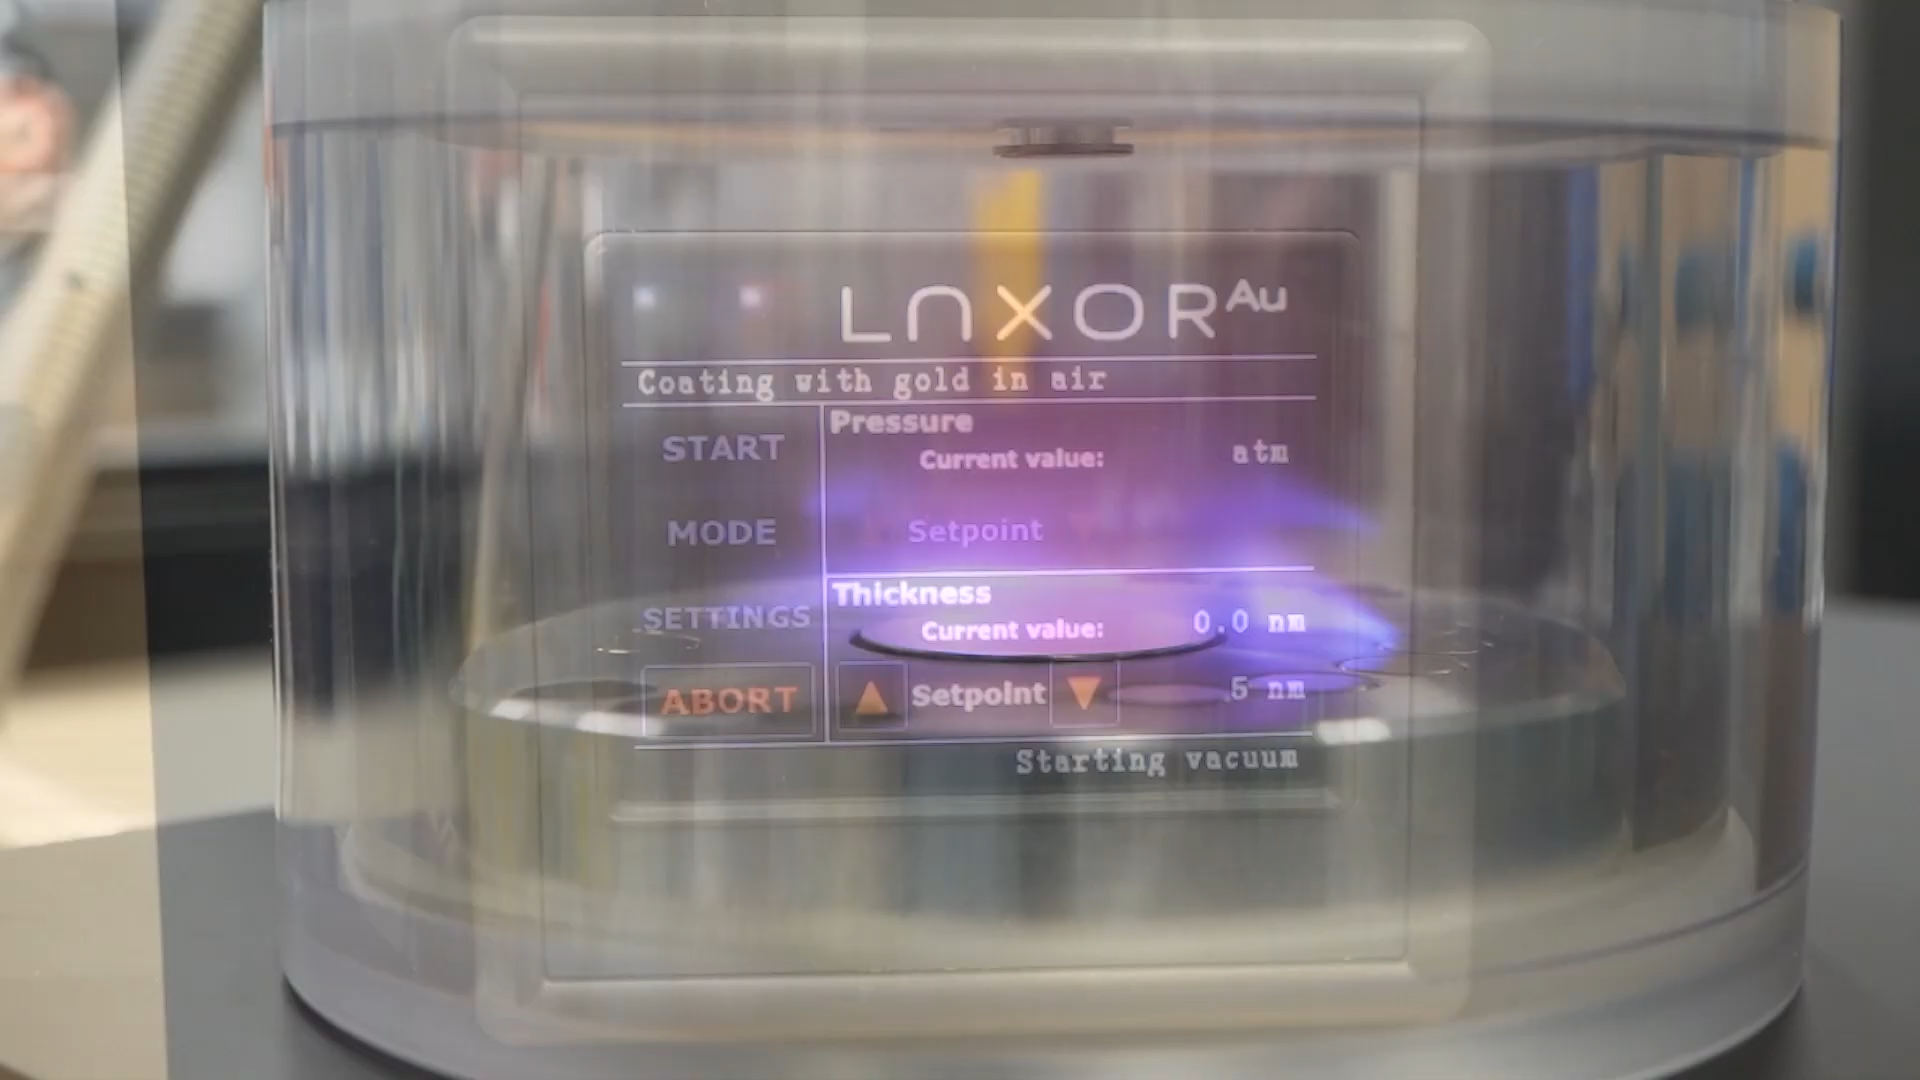 LUXOR Au
Coating with gold in air
START
Pressure
Current value: atm
MODE
Setpoint
Thickness
SETTINGS
Current value: 0.0 nm
ABORT
▲ Setpoint ▼ 5 nm
Starting vacuum